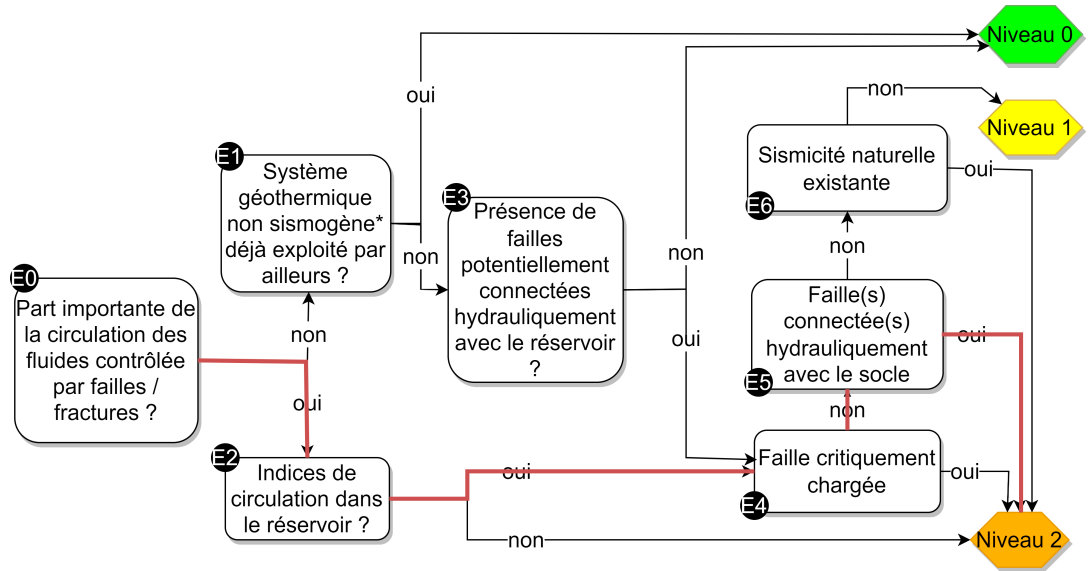 Niveau 0
oui
non
Niveau 1
E1
Système
géothermique
non sismogène*
déjà exploité par
ailleurs ?
Sismicité naturelle
existante
oui
E6
E3
Présence de
failles
potentiellement
connectées
hydrauliquement
avec le réservoir
?
non
non
non
E0
Part importante de
la circulation des
fluides contrôlée
par failles /
fractures ?
non
oui
Faille(s)
connectée(s)
hydrauliquement
avec le socle
oui
E5
oui
non
E2
Indices de
circulation dans
le réservoir ?
oui
Faille critiquement
chargée
oui
E4
non
Niveau 2